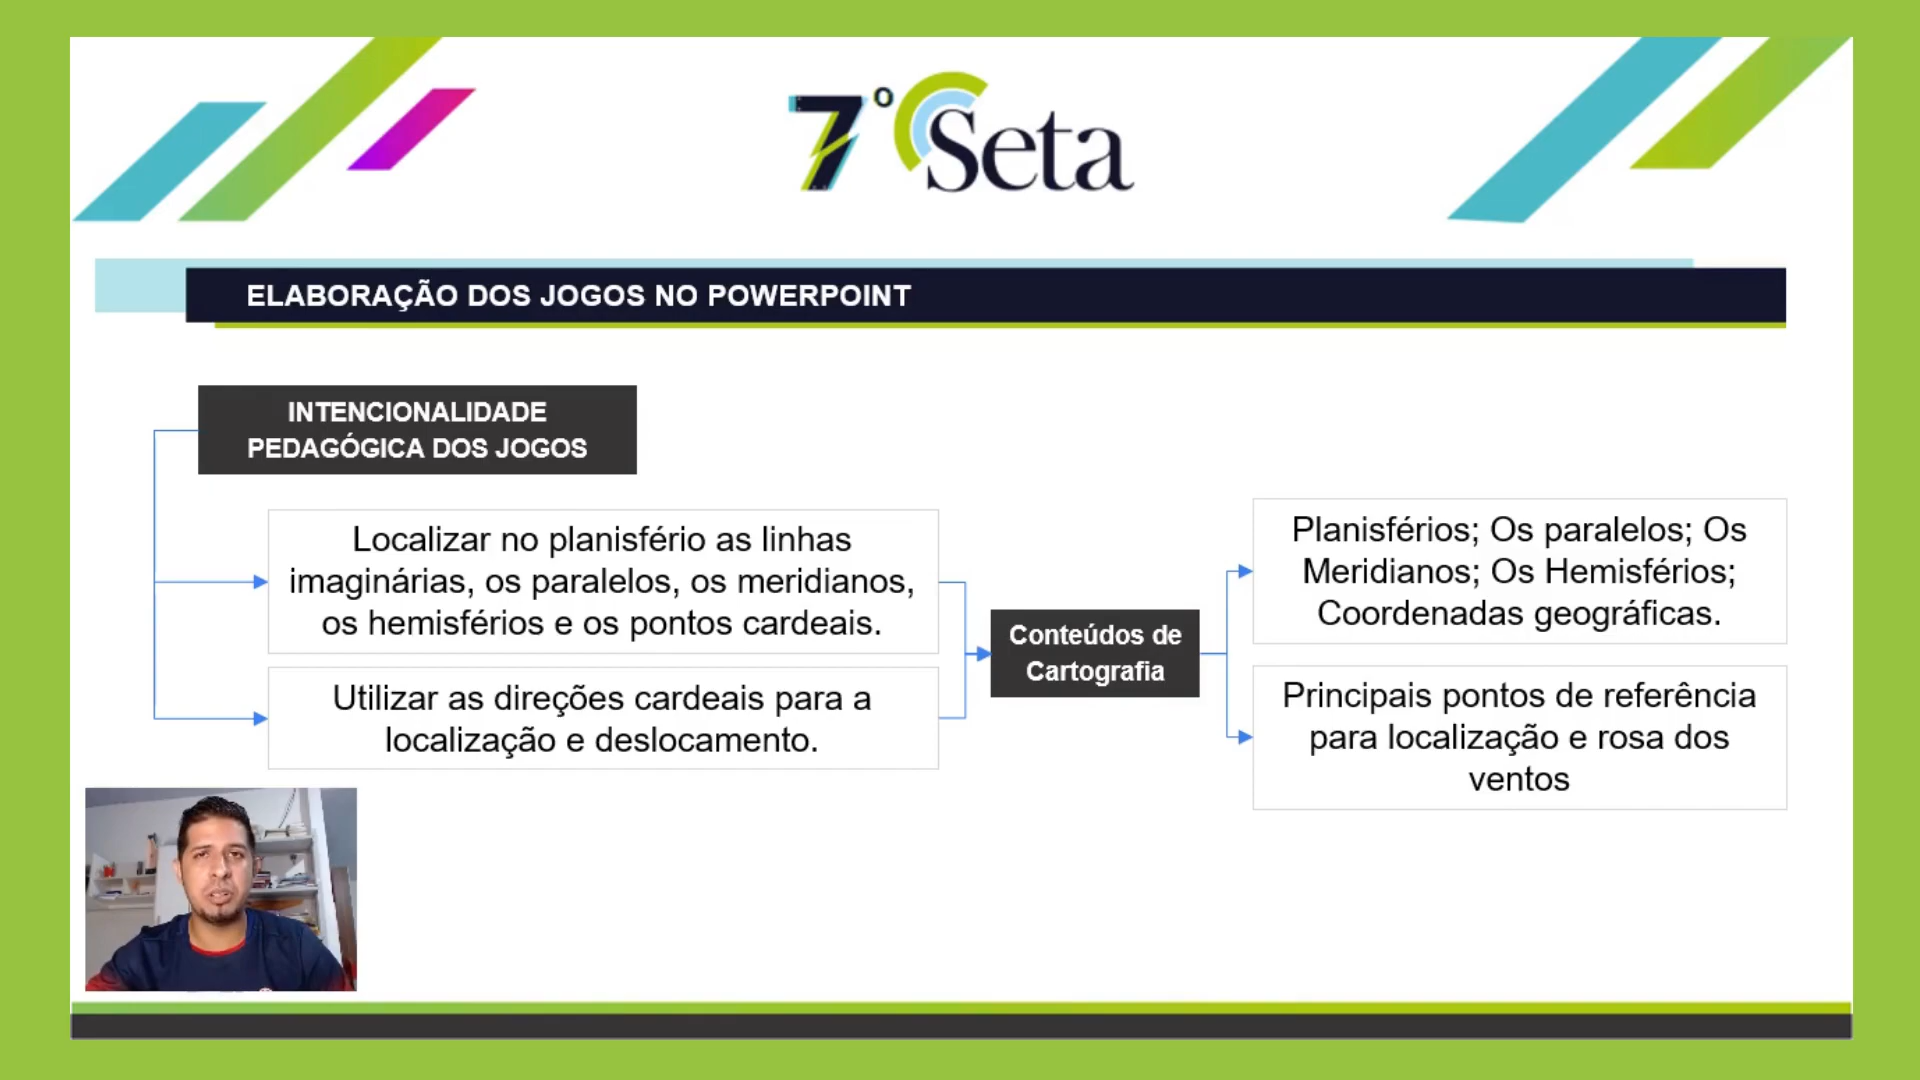 7º Seta
ELABORAÇÃO DOS JOGOS NO POWERPOINT
INTENCIONALIDADE
PEDAGÓGICA DOS JOGOS
Localizar no planisfério as linhas
imaginárias, os paralelos, os meridianos,
os hemisférios e os pontos cardeais.
Utilizar as direções cardeais para a
localização e deslocamento.
Conteúdos de
Cartografia
Planisférios; Os paralelos; Os
Meridianos; Os Hemisférios;
Coordenadas geográficas.
Principais pontos de referência
para localização e rosa dos
ventos